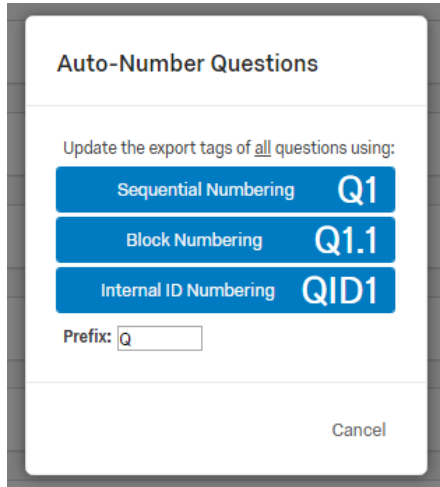 Auto-Number Questions
Update the export tags of all questions using:
Sequential Numbering Q1
Block Numbering Q1.1
Internal ID Numbering QID1
Prefix: Q
Cancel